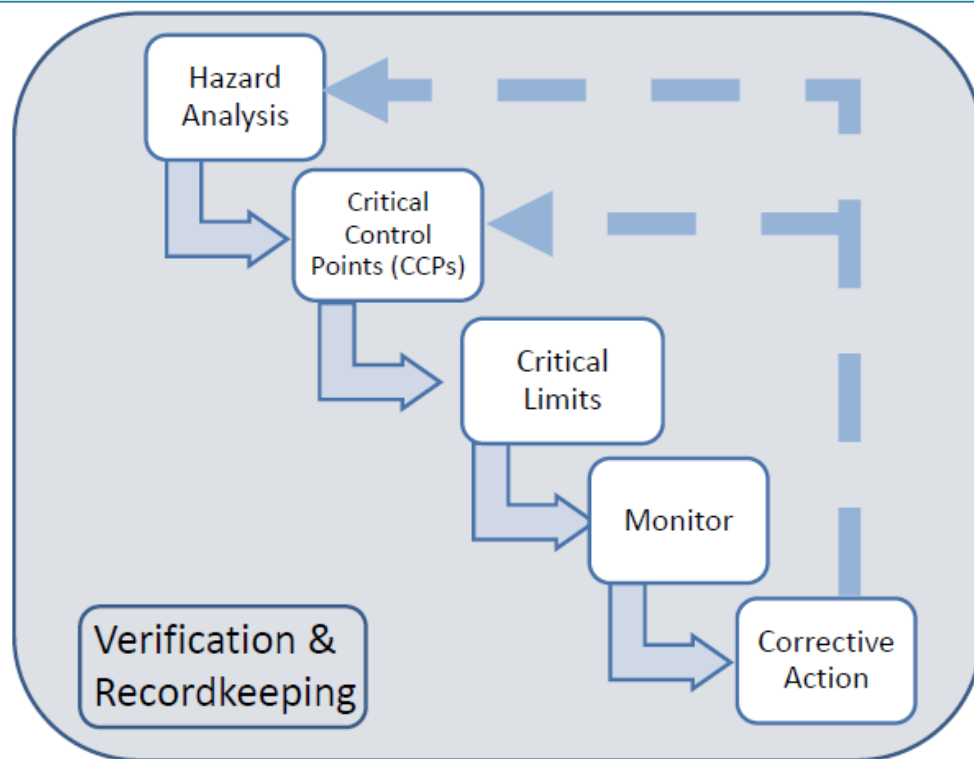 Hazard
Analysis
Critical
Control
Points (CCPs)
Critical
Limits
Monitor
Corrective
Action
Verification &
Recordkeeping